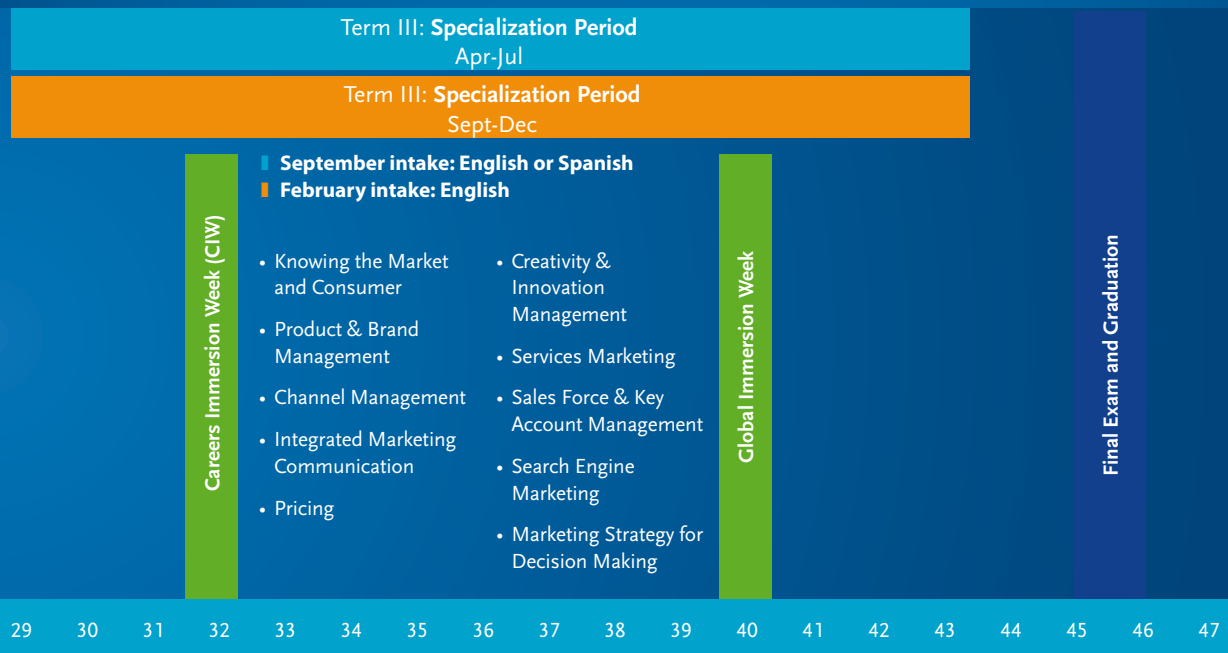 Term III: Specialization Period
Apr-Jul
Term III: Specialization Period
Sept-Dec
September intake: English or Spanish
February intake: English
Careers Immersion Week (CIW)
• Knowing the Market
and Consumer
• Product & Brand
Management
• Channel Management
• Integrated Marketing
Communication
• Pricing
• Creativity &
Innovation
Management
• Services Marketing
• Sales Force & Key
Account Management
• Search Engine
Marketing
• Marketing Strategy for
Decision Making
Global Immersion Week
Final Exam and Graduation
29 30 31 32 33 34 35 36 37 38 39 40 41 42 43 44 45 46 47